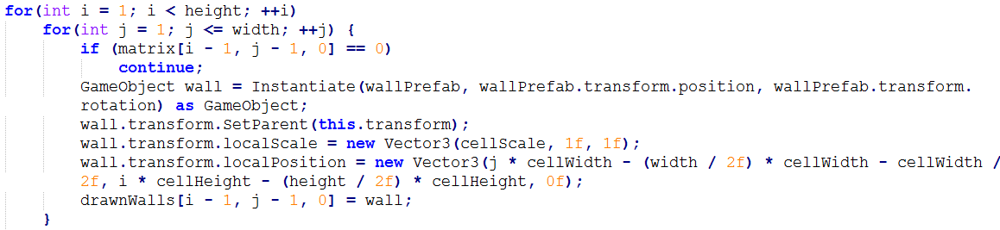 for(int i = 1; i < height; ++i)
    for(int j = 1; j <= width; ++j) {
        if (matrix[i - 1, j - 1, 0] == 0)
            continue;
        GameObject wall = Instantiate(wallPrefab, wallPrefab.transform.position, wallPrefab.transform.
        rotation) as GameObject;
        wall.transform.SetParent(this.transform);
        wall.transform.localScale = new Vector3(cellScale, 1f, 1f);
        wall.transform.localPosition = new Vector3(j * cellWidth - (width / 2f) * cellWidth - cellWidth /
        2f, i * cellHeight - (height / 2f) * cellHeight, 0f);
        drawnWalls[i - 1, j - 1, 0] = wall;
    }